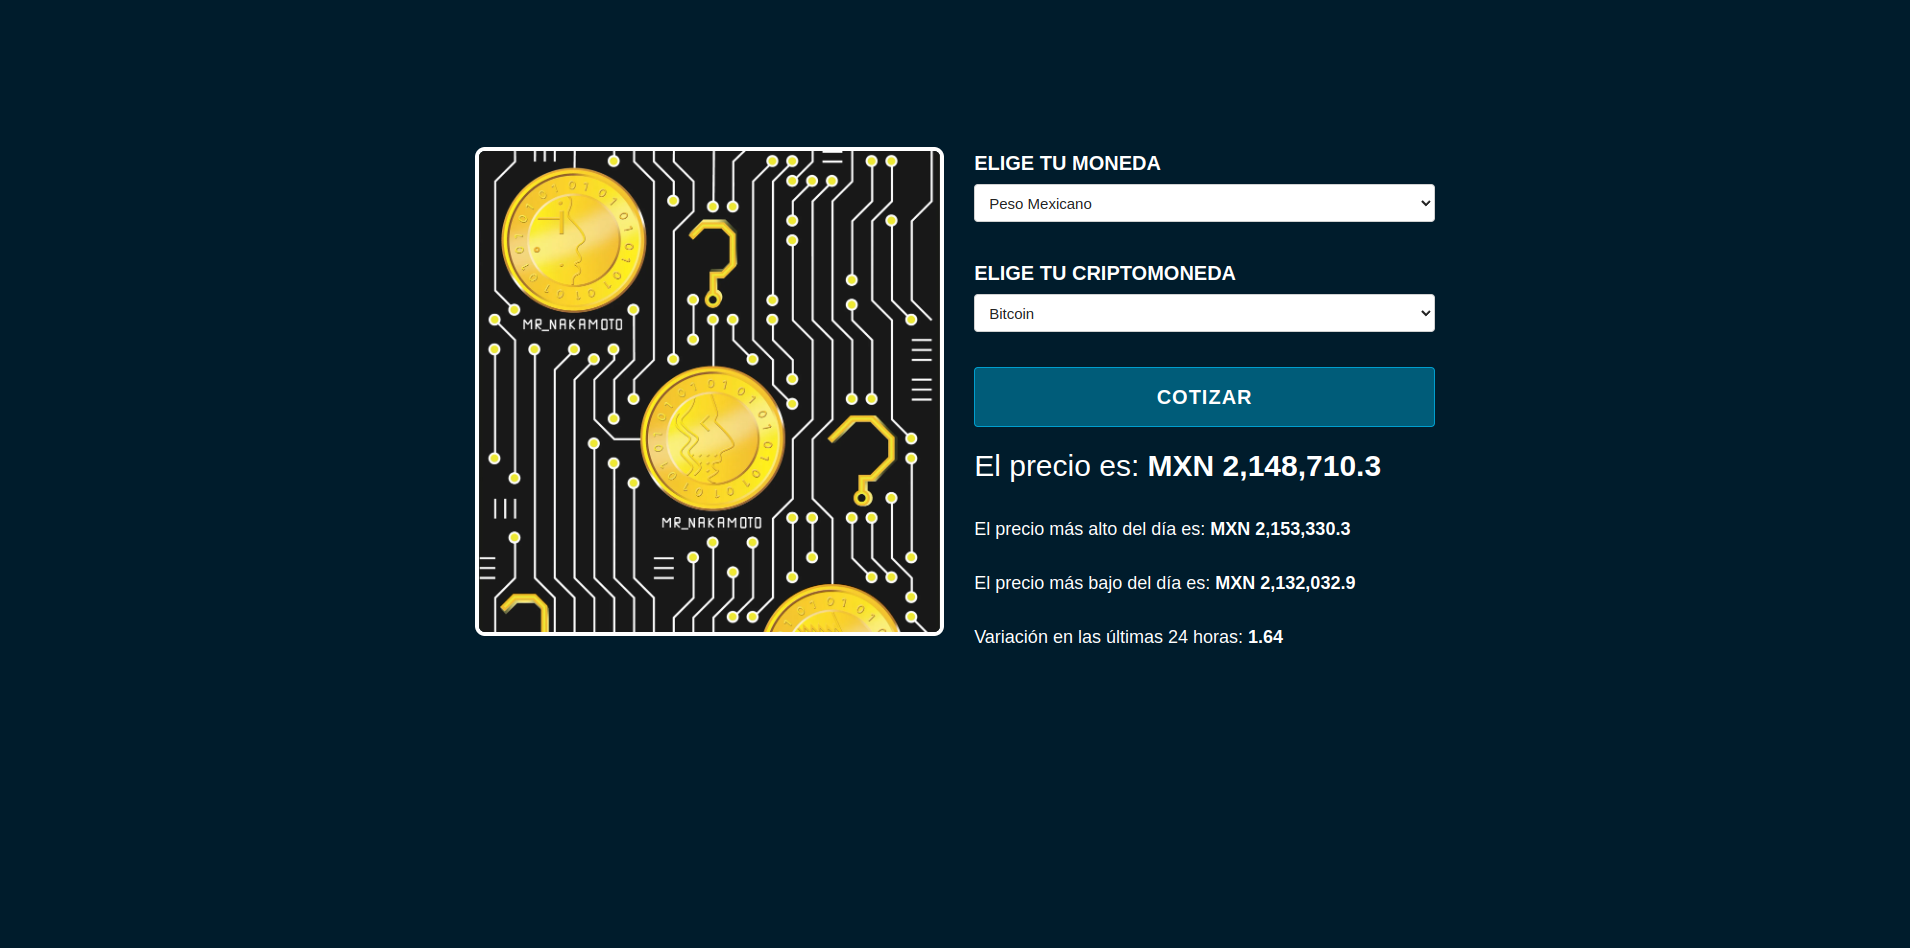 MR_NAKAMOTO
MR_NAKAMOTO
ELIGE TU MONEDA
Peso Mexicano
ELIGE TU CRIPTOMONEDA
Bitcoin
COTIZAR
El precio es: MXN 2,148,710.3
El precio más alto del día es: MXN 2,153,330.3
El precio más bajo del día es: MXN 2,132,032.9
Variación en las últimas 24 horas: 1.64